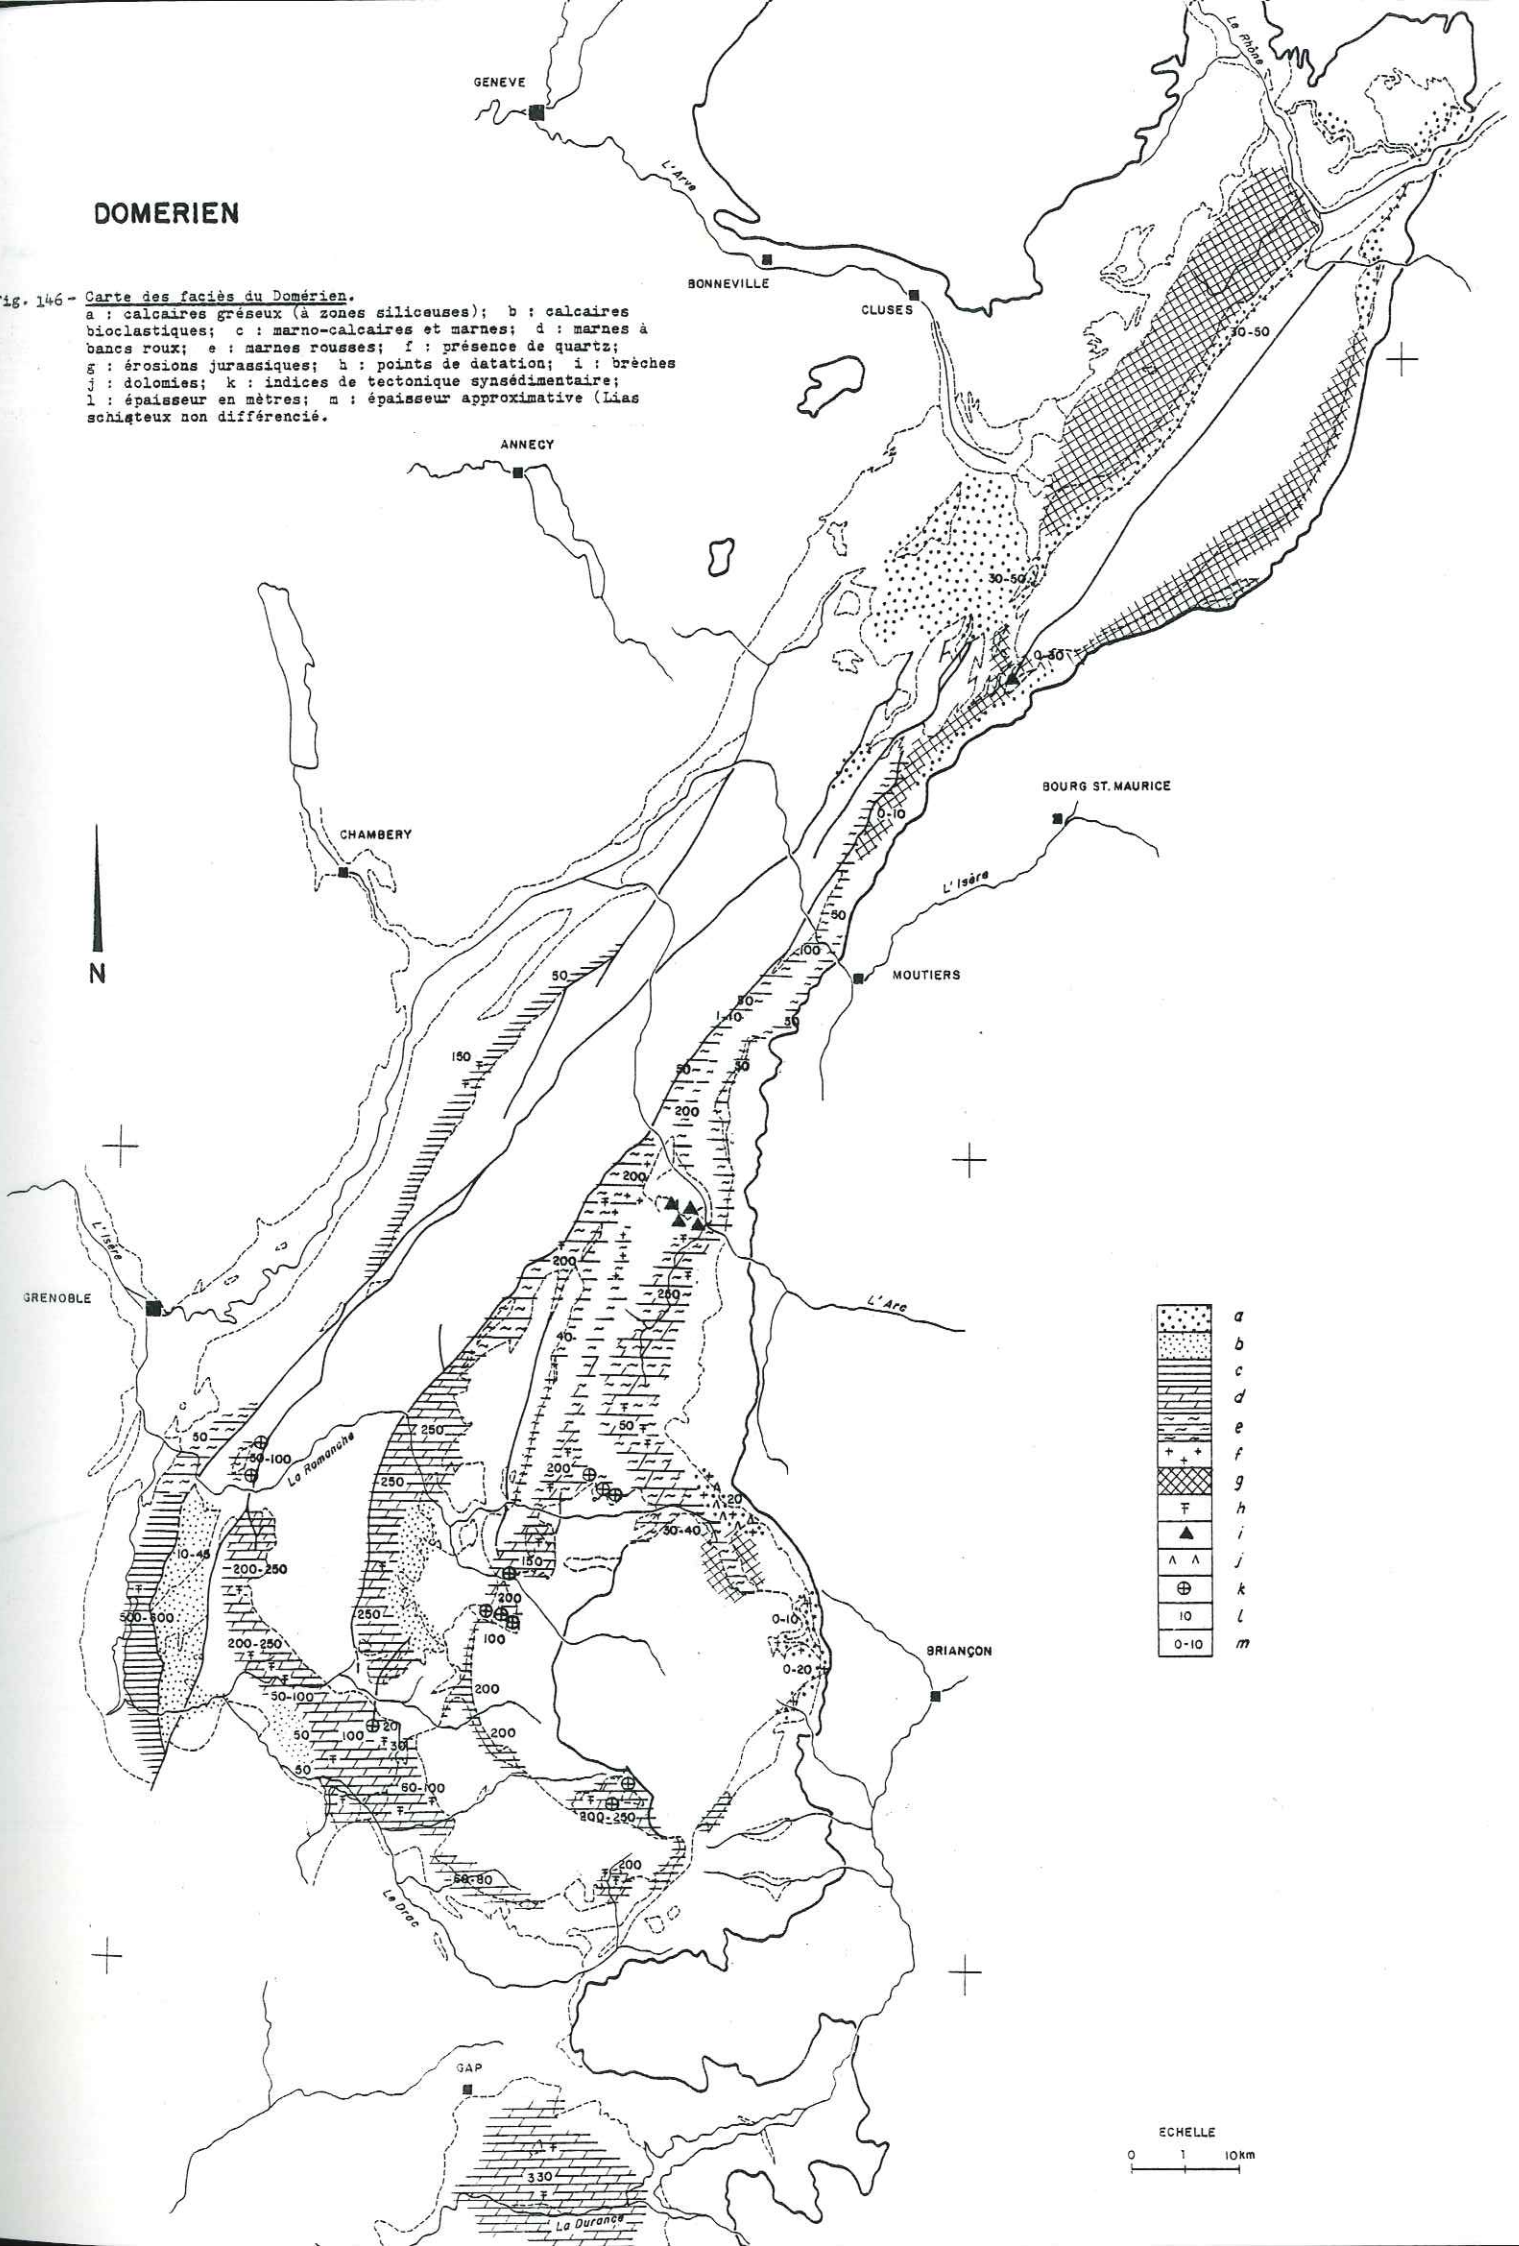 GENEVE
Le Rhône
L'Arve
DOMERIEN
BONNEVILLE
CLUSES
ig. 146 - Carte des faciès du Domérien.
a : calcaires gréseux (à zones siliceuses); b : calcaires
bioclastiques; c : marno-calcaires et marnes; d : marnes à
bancs roux; e : marnes rousses; f : présence de quartz;
g : érosions jurassiques; h : points de datation; i : brèches
j : dolomies; k : indices de tectonique synsédimentaire;
l : épaisseur en mètres; m : épaisseur approximative (Lias
schisteux non différencié.
30-50
ANNECY
30-50
0-30
BOURG ST. MAURICE
0-10
CHAMBERY
L'Isère
50
100
N
50
MOUTIERS
50
1-10
50
150
50
50
200
200
L'Isère
200
GRENOBLE
250
L'Arc
40
a
b
c
d
e
f
g
h
i
j
k
10 l
0-10 m
50
250
50
50-100
La Romanche
200
250
20
30-40
10-45
150
200-250
200
500-600
250
0-10
100
200-250
BRIANÇON
0-20
200
50-100
20
50
100
30
200
50
60-100
200-250
200
60-80
Le Drac
GAP
ECHELLE
0 1 10km
330
La Durance